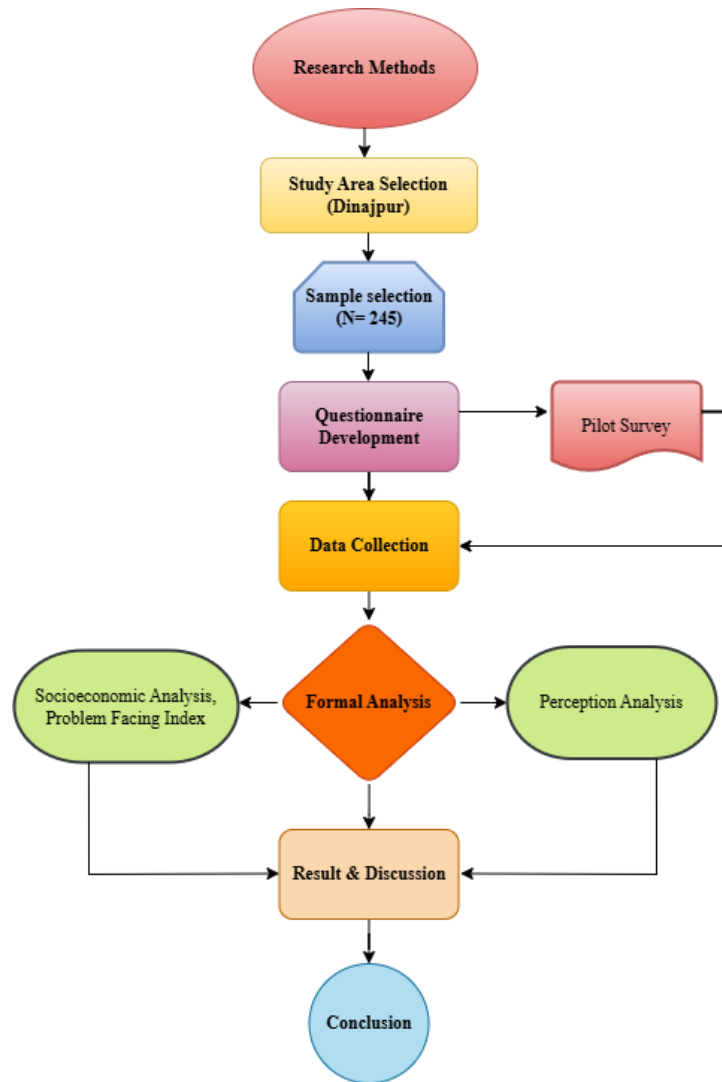 Research Methods
Study Area Selection
(Dinajpur)
Sample selection
(N= 245)
Questionnaire
Development
Pilot Survey
Data Collection
Socioeconomic Analysis,
Problem Facing Index
Formal Analysis
Perception Analysis
Result & Discussion
Conclusion